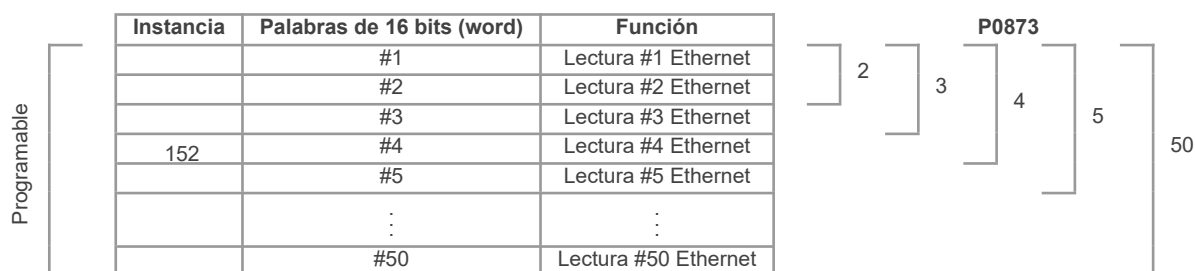 Instancia Palabras de 16 bits (word) Función P0873
#1 Lectura #1 Ethernet
#2 Lectura #2 Ethernet 2
#3 Lectura #3 Ethernet 3
152 #4 Lectura #4 Ethernet 4
#5 Lectura #5 Ethernet 5
: :
#50 Lectura #50 Ethernet 50
Programable